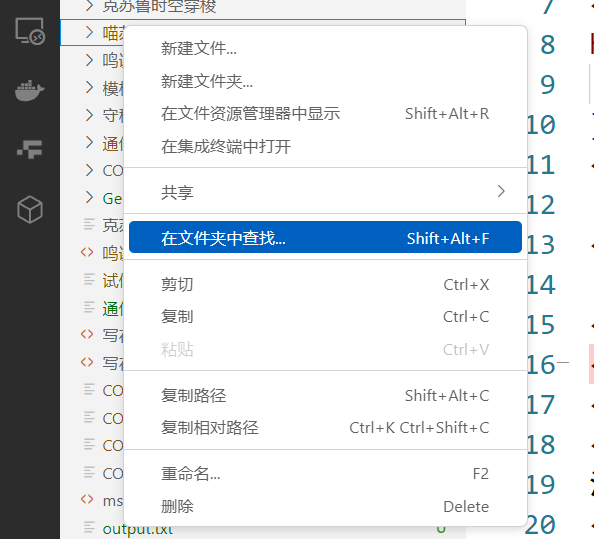 克苏鲁时空穿梭
喵
鸣
模
守
通
CO
Ge
克
鸣
试
通
写
写
CO
CO
CO
CO
ms
output.txt U
新建文件...
新建文件夹...
在文件资源管理器中显示 Shift+Alt+R
在集成终端中打开
共享
在文件夹中查找... Shift+Alt+F
剪切 Ctrl+X
复制 Ctrl+C
粘贴 Ctrl+V
复制路径 Shift+Alt+C
复制相对路径 Ctrl+K Ctrl+Shift+C
重命名... F2
删除 Delete
7
8
9
10
11
12
13
14
15
16
17
18
19
20